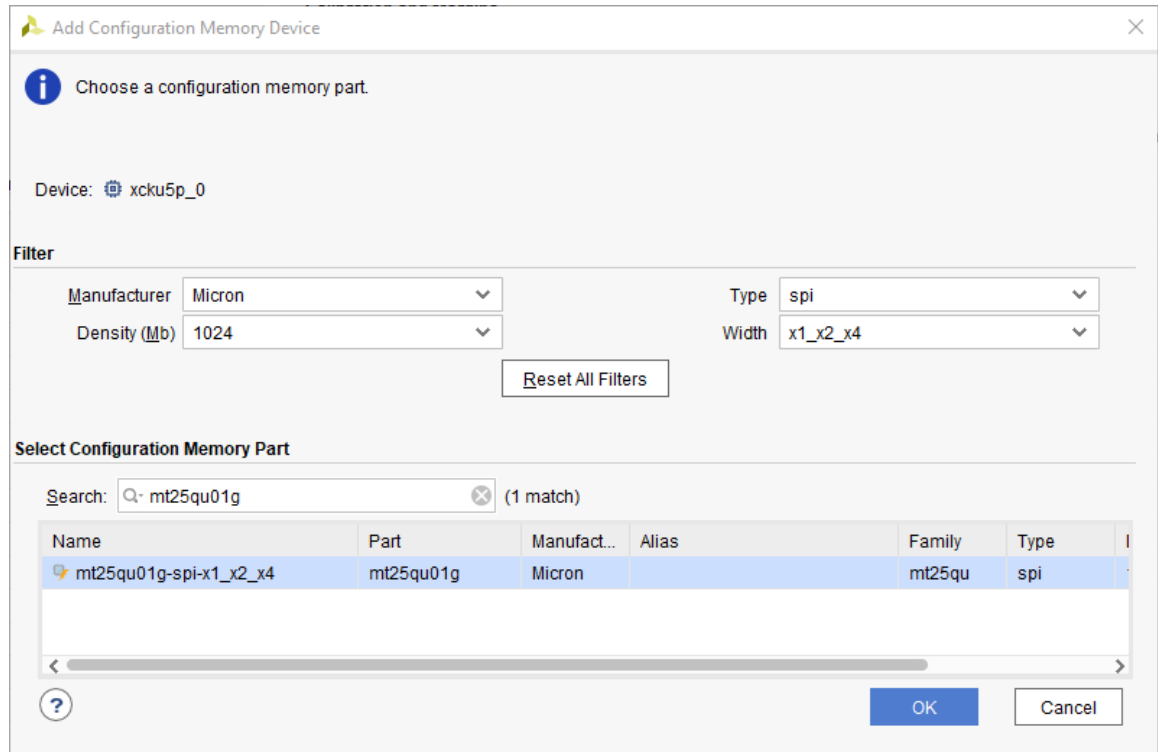 Add Configuration Memory Device
Choose a configuration memory part.
Device: xcku5p_0
Filter
Manufacturer Micron Type spi
Density (Mb) 1024 Width x1_x2_x4
Reset All Filters
Select Configuration Memory Part
Search: mt25qu01g (1 match)
Name Part Manufact... Alias Family Type
mt25qu01g-spi-x1_x2_x4 mt25qu01g Micron mt25qu spi
? OK Cancel